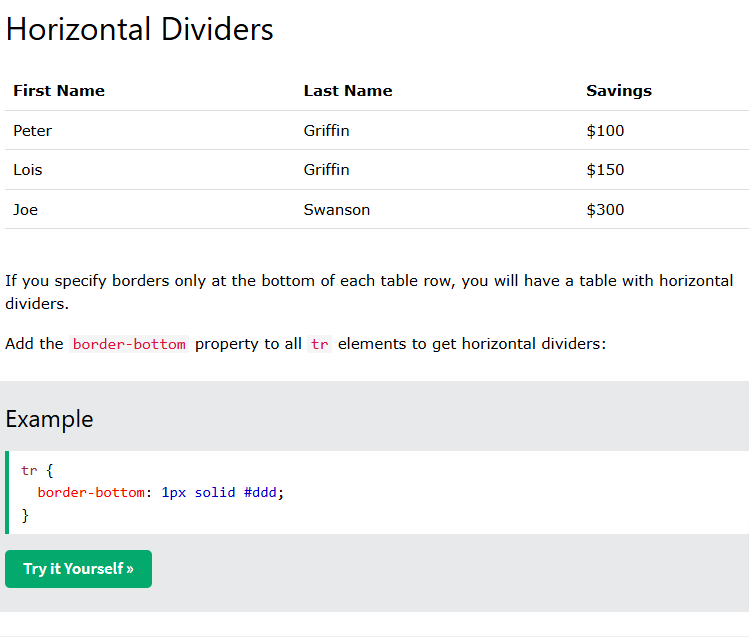 Horizontal Dividers
First Name Last Name Savings
Peter Griffin $100
Lois Griffin $150
Joe Swanson $300
If you specify borders only at the bottom of each table row, you will have a table with horizontal
dividers.
Add the border-bottom property to all tr elements to get horizontal dividers:
Example
tr {
  border-bottom: 1px solid #ddd;
}
Try it Yourself »